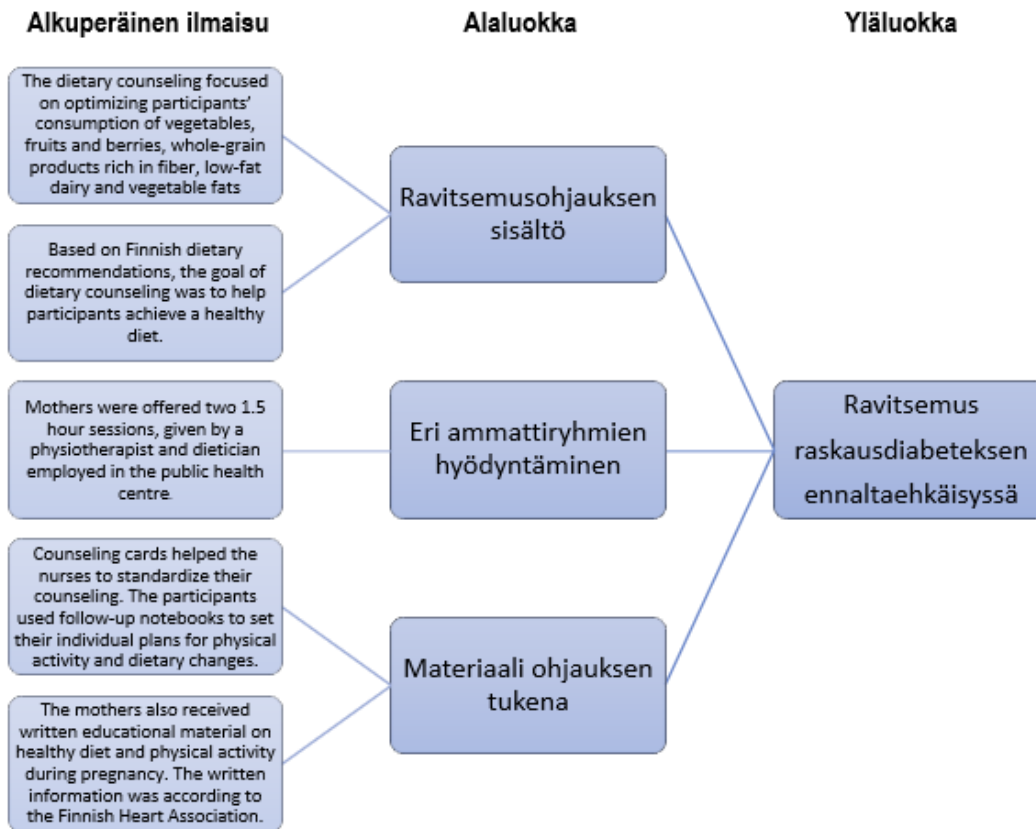 Alkuperäinen ilmaisu
Alaluokka
Yläluokka
The dietary counseling focused
on optimizing participants'
consumption of vegetables,
fruits and berries, whole-grain
products rich in fiber, low-fat
dairy and vegetable fats
Based on Finnish dietary
recommendations, the goal of
dietary counseling was to help
participants achieve a healthy
diet.
Mothers were offered two 1.5
hour sessions, given by a
physiotherapist and dietician
employed in the public health
centre.
Counseling cards helped the
nurses to standardize their
counseling. The participants
used follow-up notebooks to set
their individual plans for physical
activity and dietary changes.
The mothers also received
written educational material on
healthy diet and physical activity
during pregnancy. The written
information was according to
the Finnish Heart Association.
Ravitsemusohjauksen
sisältö
Eri ammattiryhmien
hyödyntäminen
Materiaali ohjauksen
tukena
Ravitsemus
raskausdiabeteksen
ennaltaehkäisyssä